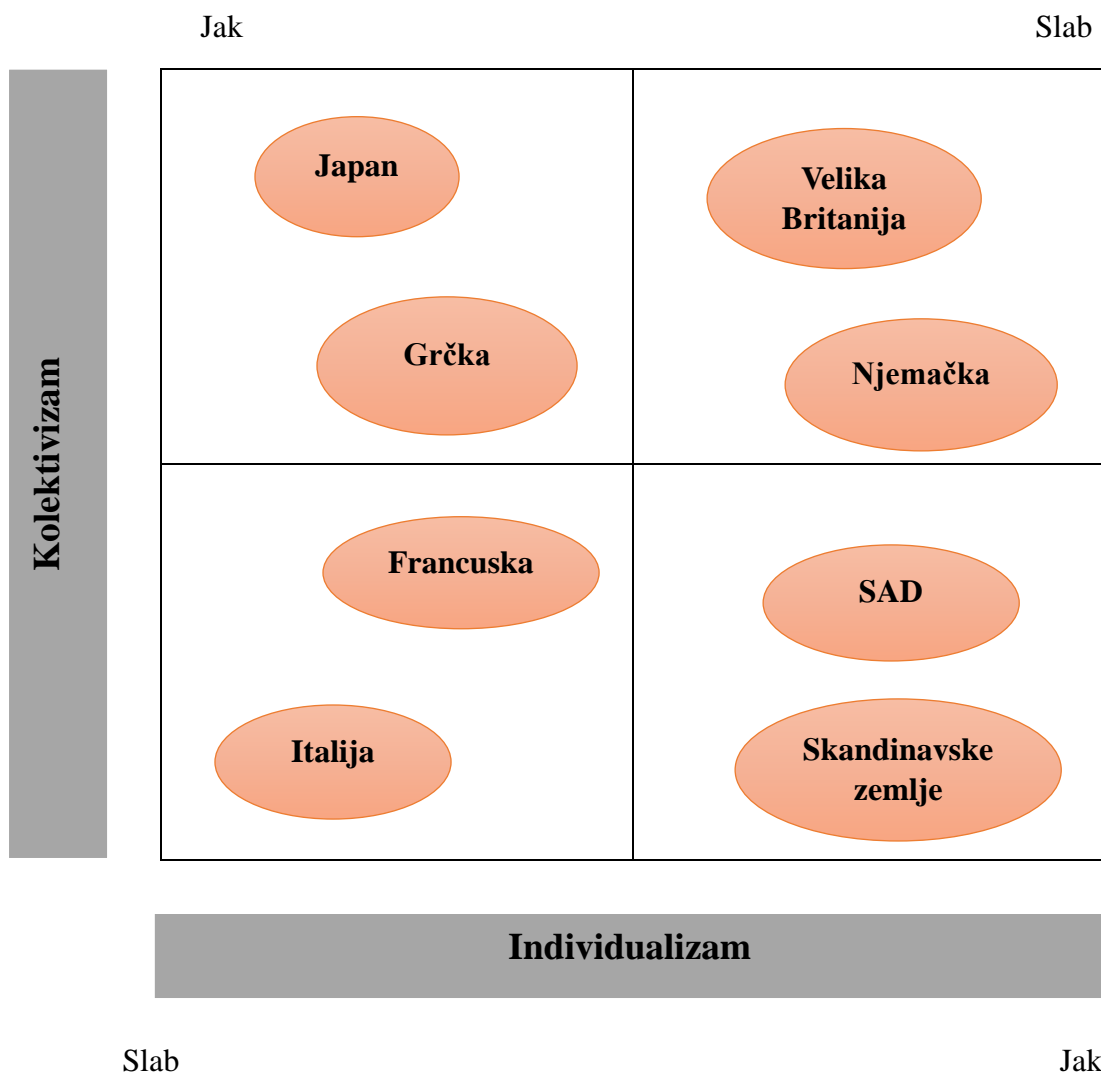 Jak
Slab
Japan
Velika
Britanija
Grčka
Njemačka
Kolektivizam
Francuska
SAD
Italija
Skandinavske
zemlje
Individualizam
Slab
Jak